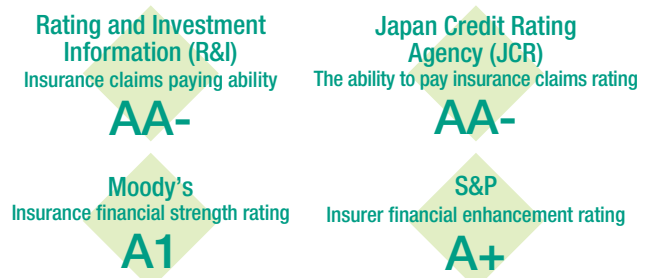 Rating and Investment
Information (R&I)
Insurance claims paying ability
AA-
Japan Credit Rating
Agency (JCR)
The ability to pay insurance claims rating
AA-
Moody's
Insurance financial strength rating
A1
S&P
Insurer financial enhancement rating
A+